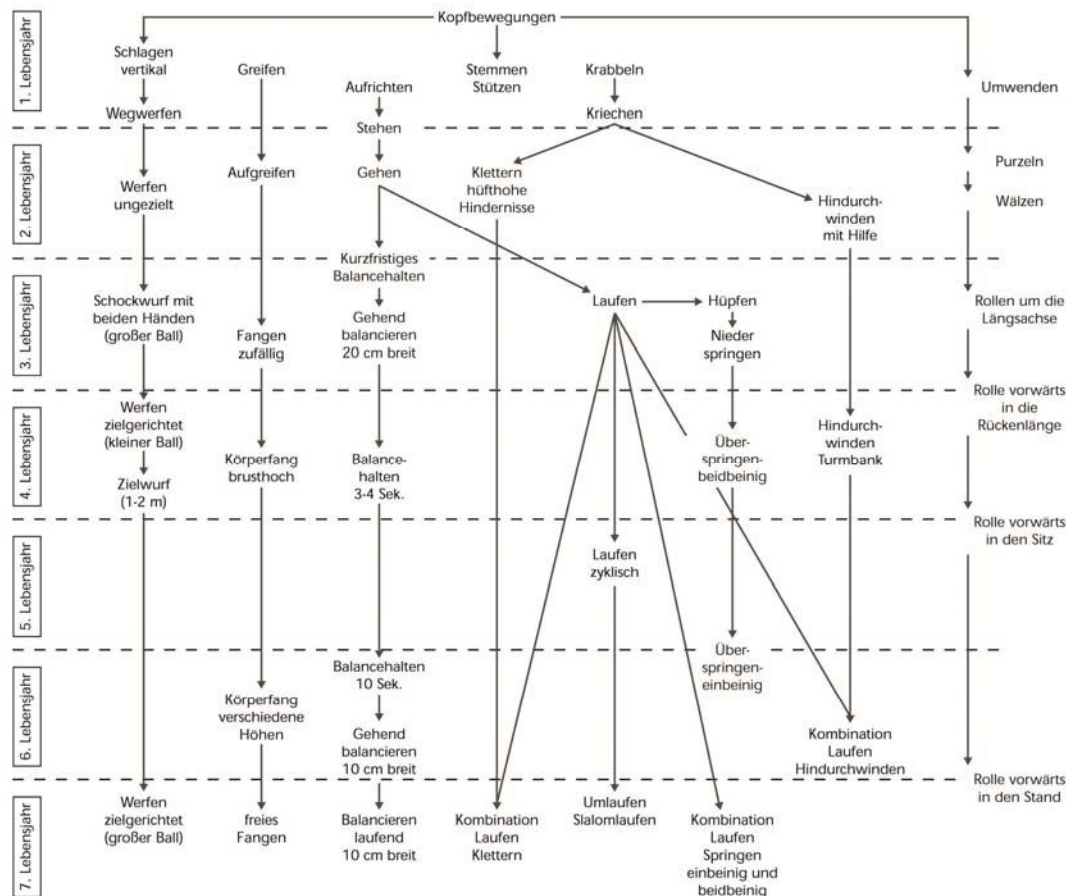 Kopfbewegungen
1. Lebensjahr
Schlagen
vertikal
Greifen
Stemmen
Stützen
Krabbeln
Aufrichten
Umwenden
Wegwerfen
Kriechen
Stehen
2. Lebensjahr
Werfen
ungezielt
Aufgreifen
Gehen
Klettern
hüfthohe
Hindernisse
Hindurch-
winden
mit Hilfe
Purzeln
Wälzen
Kurzfristiges
Balancehalten
3. Lebensjahr
Schockwurf mit
beiden Händen
(großer Ball)
Fangen
zufällig
Gehend
balancieren
20 cm breit
Laufen
Hüpfen
Nieder
springen
Rollen um die
Längsachse
Rolle vorwärts
in die
Rückenlänge
4. Lebensjahr
Werfen
zielgerichtet
(kleiner Ball)
Zielwurf
(1-2 m)
Körperfang
brusthoch
Balance-
halten
3-4 Sek.
Über-
springen-
beidbeinig
Hindurch-
winden
Turmbank
Rolle vorwärts
in den Sitz
5. Lebensjahr
Laufen
zyklisch
Über-
springen-
einbeinig
6. Lebensjahr
Balancehalten
10 Sek.
Körperfang
verschiedene
Höhen
Gehend
balancieren
10 cm breit
Kombination
Laufen
Hindurchwinden
Rolle vorwärts
in den Stand
7. Lebensjahr
Werfen
zielgerichtet
(großer Ball)
freies
Fangen
Balancieren
laufend
10 cm breit
Kombination
Laufen
Klettern
Umlaufen
Slalomlaufen
Kombination
Laufen
Springen
einbeinig und
beidbeinig